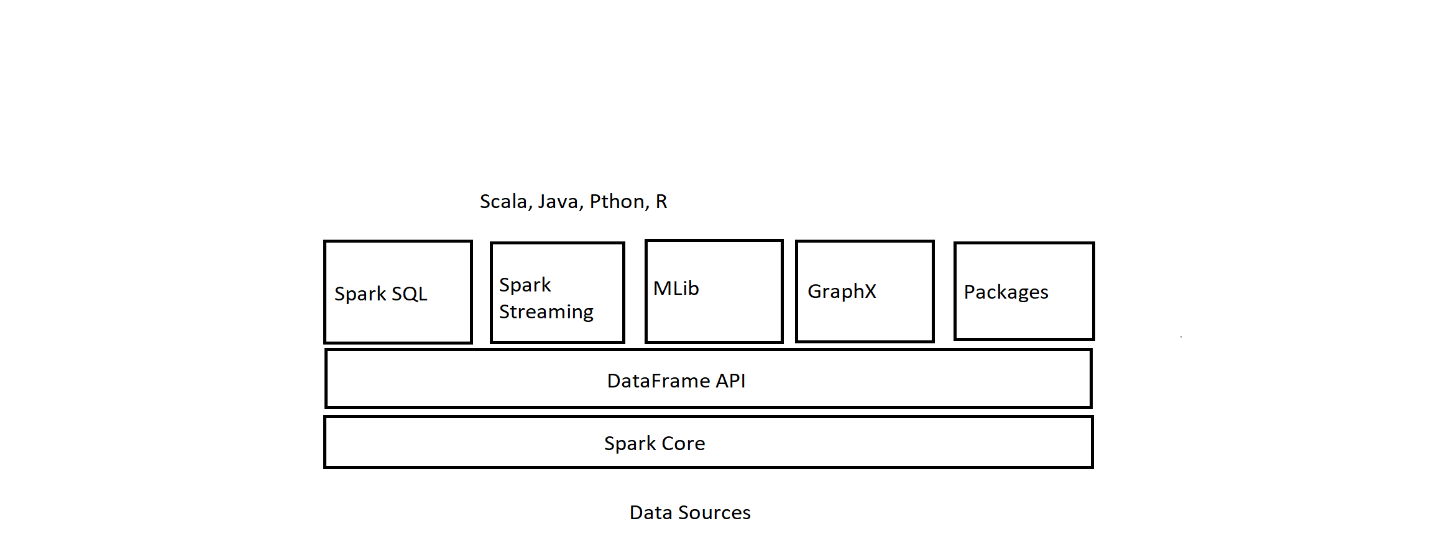 Scala, Java, Pthon, R
Spark SQL
Spark
Streaming
MLib
GraphX
Packages
DataFrame API
Spark Core
Data Sources